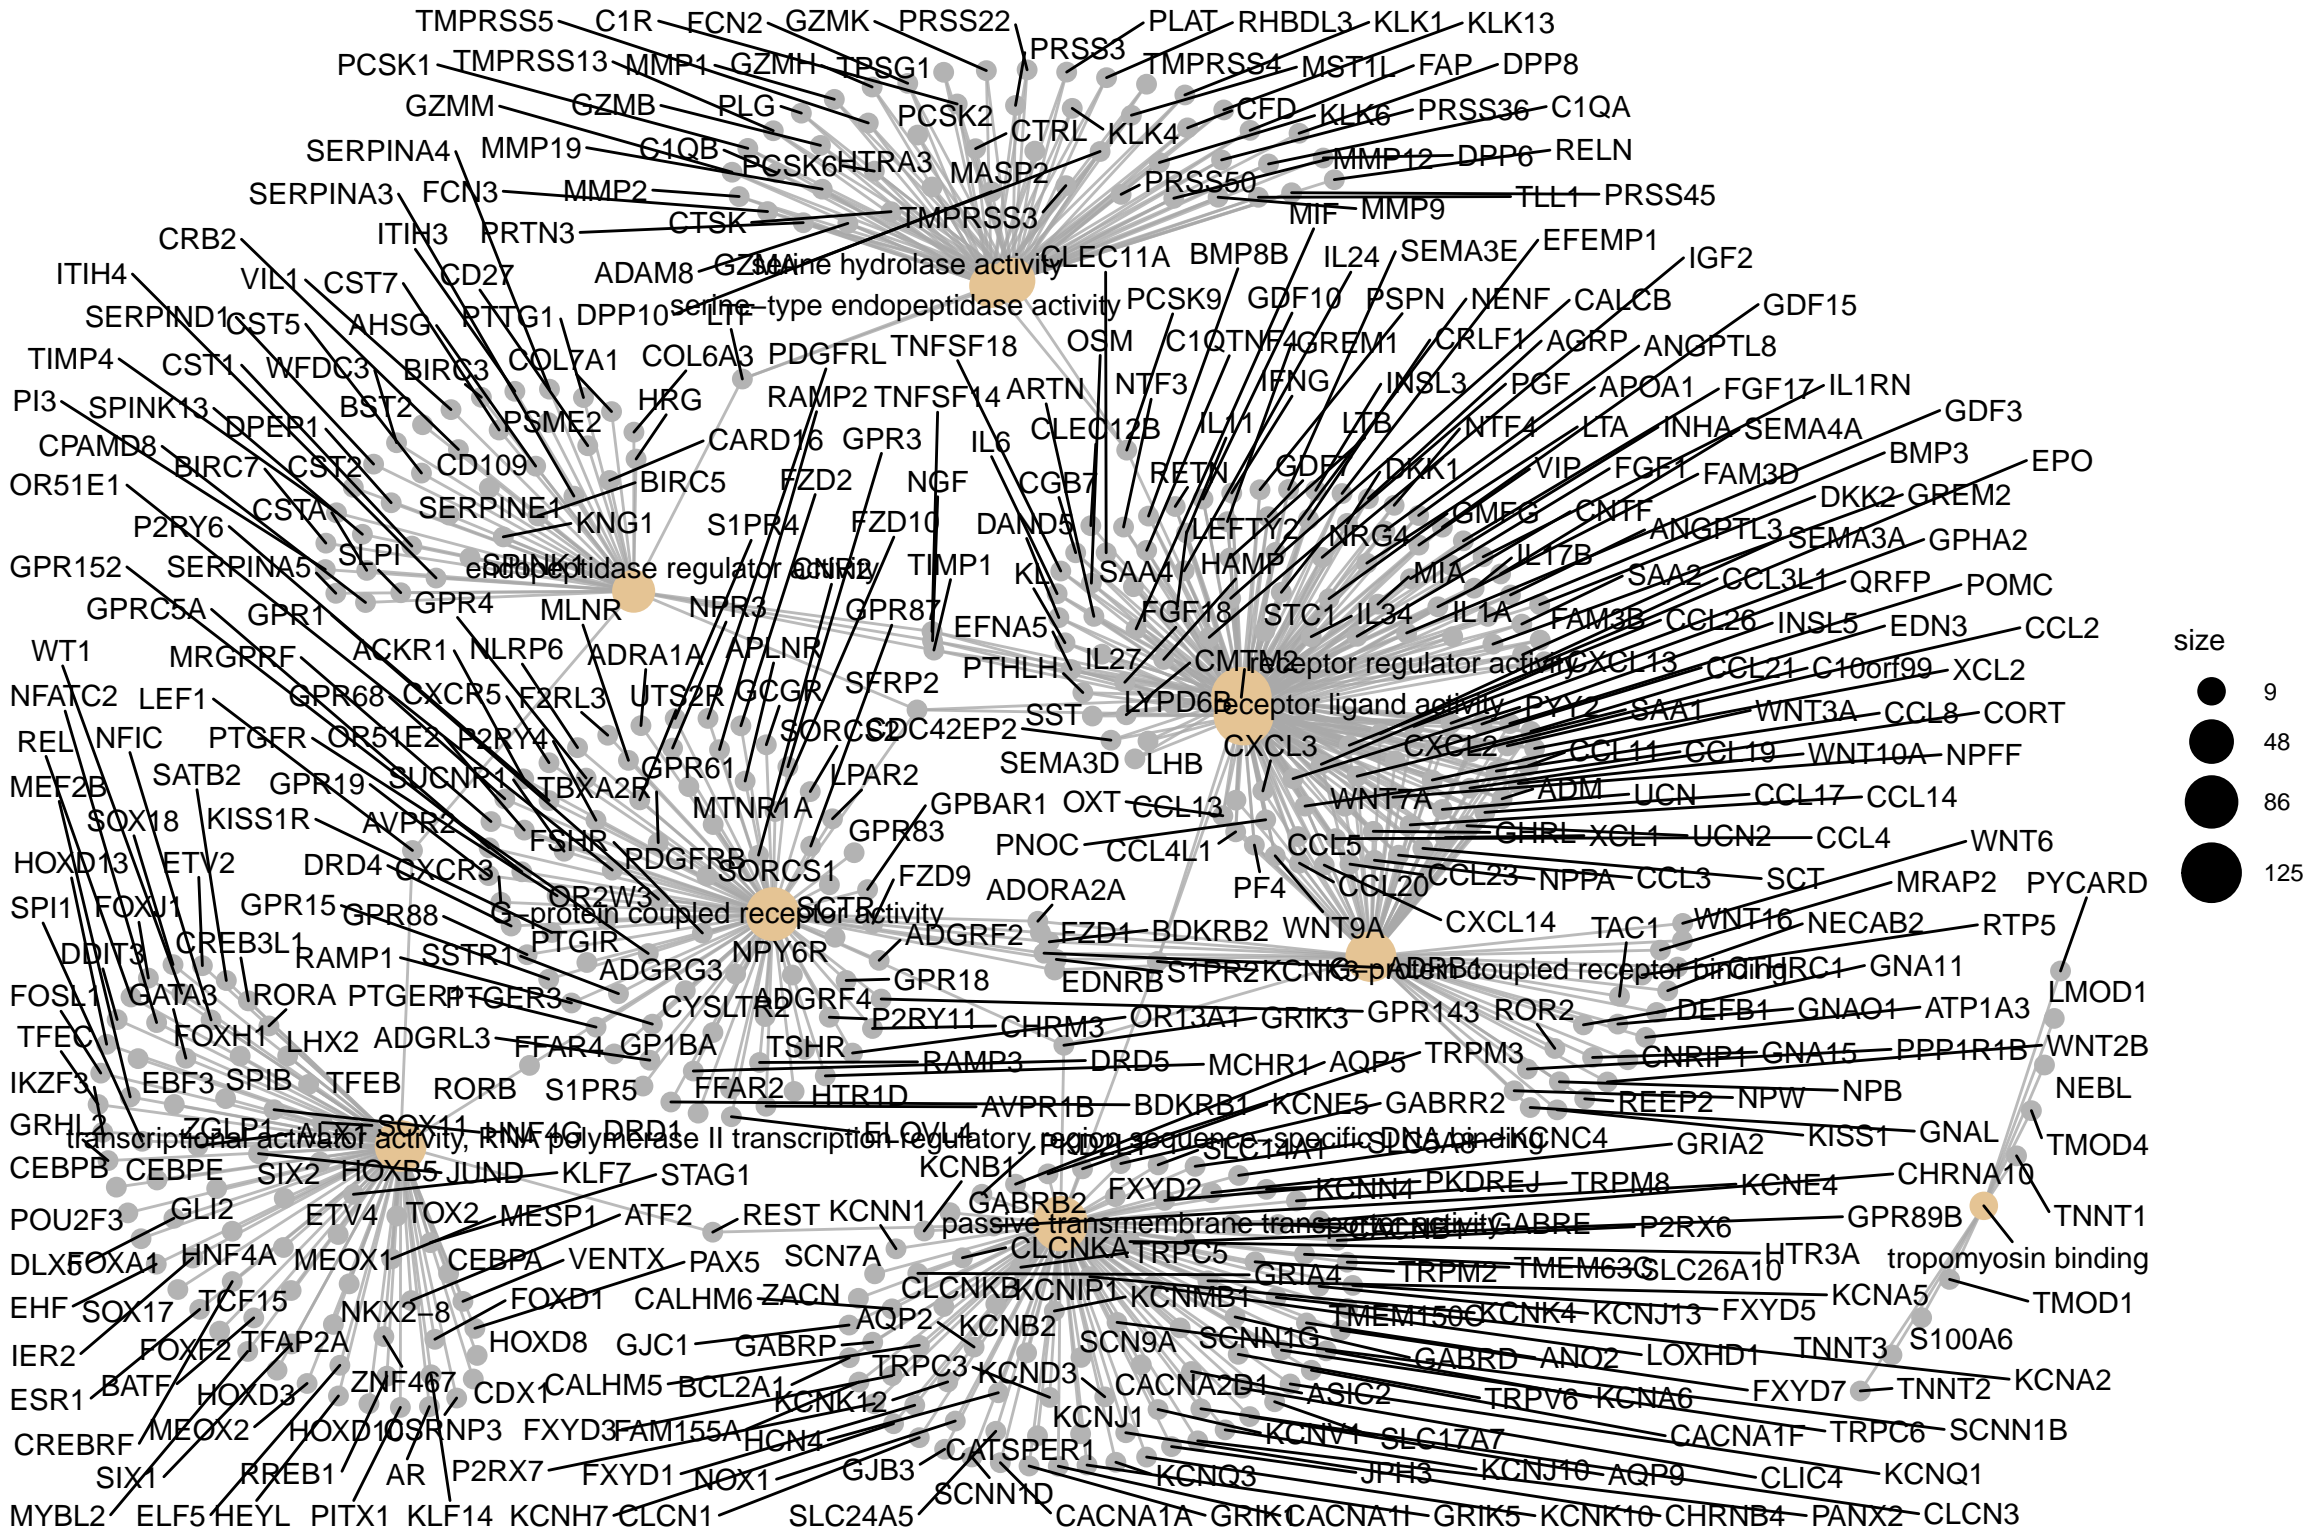 TMPRSS5 C1R FCN2 GZMK PRSS22 PLAT RHBDL3 KLK1 KLK13
PRSS3
PCSK1 TMPRSS13 MMP1 GZMH TPSG1 TMPRSS4 MST1L FAP DPP8
GZMM GZMB PLG PCSK2 CFD KLK6 PRSS36 C1QA
CTRL KLK4
SERPINA4 MMP19 C1QB PCSK6 HTRA3 MASP2 MMP12 DPP6 RELN
SERPINA3 FCN3 MMP2 PRSS50 TLL1 PRSS45
CTSK TMPRSS3 MIF MMP9
CRB2 ITIH3 PRTN3 EFEMP1
ITIH4 VIL1 CST7 CD27 ADAM8 GZMA serine hydrolase activity CLEC11A BMP8B IL24 SEMA3E IGF2
SERPIND1 CST5 AHSG PTTG1 DPP10 LTF serine−type endopeptidase activity PCSK9 GDF10 PSPN NENF CALCB GDF15
TIMP4 CST1 WFDC3 BIRC3 COL7A1 COL6A3 PDGFRL TNFSF18 OSM C1QTNF4 GREM1 CRLF1 AGRP ANGPTL8
PI3 SPINK13 BST2 HRG RAMP2 TNFSF14 ARTN NTF3 IFNG INSL3 PGF APOA1 FGF17 IL1RN
GDF3
CPAMD8 DPEP1 PSME2 CARD16 GPR3 IL6 CLEC12B IL11 LTB NTF4 LTA INHA SEMA4A
OR51E1 BIRC7 CST2 CD109 BIRC5 FZD2 NGF CGB7 RETN GDF7 DKK1 VIP FGF1 FAM3D BMP3 EPO
P2RY6 CSTA SERPINE1 KNG1 S1PR4 FZD10 DAND5 LEFTY2 NRG4 GMFG CNTF ANGPTL3 DKK2 GREM2
GPR152 SERPINA5 SLPI SPINK1 endopeptidase regulator activity CNR2 TIMP1 KL SAA4 HAMP MIA IL17B SAA2 SEMA3A GPHA2
GPRC5A GPR1 GPR4 MLNR NPR3 GPR87 EFNA5 FGF18 STC1 IL34 IL1A FAM3B CCL3L1 QRFP POMC
CCL26 INSL5 EDN3 CCL2
WT1 MRGPRF ACKR1 NLRP6 ADRA1A APLNR PTHLH IL27 CMTM2 receptor regulator activity CXCL13 CCL21 C10orf99 XCL2
NFATC2 LEF1 GPR68 CXCR5 F2RL3 UTS2R GCGR SFRP2 SST LYPD6B receptor ligand activity PYY2 SAA1 WNT3A CCL8 CORT
REL NFIC PTGFR OR51E2 P2RY4 SORCS2 CDC42EP2 CXCL3 CXCL2 CCL11 CCL19 WNT10A NPFF
MEF2B SATB2 GPR19 SUCNR1 TBXA2R GPR61 LPAR2 SEMA3D LHB
SOX18 KISS1R AVPR2 FSHR MTNR1A GPBAR1 OXT CCL13 WNT7A ADM UCN CCL17 CCL14
HOXD13 ETV2 DRD4 CXCR3 PDGFRB SORCS1 GPR83 PNOC CCL4L1 CCL5 GHRL XCL1 UCN2 CCL4 WNT6
SPI1 FOXJ1 GPR15 GPR88 OR2W3 SCTR FZD9 ADORA2A PF4 CCL20 CCL23 NPPA CCL3 SCT MRAP2 PYCARD
G−protein coupled receptor activity WNT9A CXCL14 TAC1 WNT16 NECAB2 RTP5
DDIT3 CREB3L1 RAMP1 SSTR1 PTGIR NPY6R ADGRF2 FZD1 BDKRB2
FOSL1 GATA3 RORA PTGER1 PTGER3 ADGRG3 GPR18 EDNRB S1PR2 KCNK3 ADRB1 G−protein coupled receptor binding CTHRC1 GNA11 LMOD1
TFEC FOXH1 LHX2 ADGRL3 CYSLTR2 ADGRF4 P2RY11 CHRM3 OR13A1 GRIK3 GPR143 ROR2 DEFB1 GNAO1 ATP1A3
IKZF3 EBF3 SPIB TFEB RORB FFAR4 GP1BA TSHR RAMP3 DRD5 MCHR1 AQP5 TRPM3 CNRIP1 GNA15 PPP1R1B WNT2B
GRHL2 ZGLP1 ALX1 SOX11 S1PR5 FFAR2 HTR1D AVPR1B BDKRB1 KCNE5 GABRR2 REEP2 NPW NPB NEBL
transcriptional activator activity, RNA polymerase II transcription regulatory region sequence−specific DNA binding
HNF4G DRD1 ELOVL4 SLC5A8 KCNC4 GRIA2 KISS1 GNAL TMOD4
CEBPB CEBPE SIX2 HOXB5 JUND KLF7 STAG1 KCNB1 SLC14A1 CHRNA10
POU2F3 GLI2 ETV4 TOX2 MESP1 ATF2 REST KCNN1 GABRB2 FXYD2 KCNN4 PKDREJ TRPM8 KCNE4
passive transmembrane transporter activity GABRE P2RX6 GPR89B TNNT1
DLX5 FOXA1 HNF4A MEOX1 CEBPA VENTX PAX5 SCN7A CLCNKA TRPC5 HTR3A tropomyosin binding
EHF SOX17 TCF15 NKX2−8 FOXD1 CALHM6 ZACN CLCNKB KCNIP1 KCNMB1 GRIA4 TRPM2 TMEM63C SLC26A10 KCNA5 TMOD1
IER2 FOXF2 TFAP2A HOXD8 GJC1 GABRP AQP2 KCNB2 SCN9A SCNN1G TMEM150C KCNK4 KCNJ13 FXYD5 TNNT3 S100A6
ESR1 BATF HOXD3 ZNF467 CDX1 CALHM5 BCL2A1 TRPC3 KCND3 CACNA2D1 GABRD ANO2 LOXHD1 FXYD7 TNNT2 KCNA2
CREBRF MEOX2 HOXD10 CSRNP3 FXYD3 FAM155A KCNK12 KCNJ1 ASIC2 TRPV6 KCNA6 TRPC6 SCNN1B
SIX1 RREB1 AR P2RX7 FXYD1 NOX1 HCN4 GJB3 CATSPER1 KCNV1 SLC17A7 CACNA1F
KCNQ3 JPH3 KCNJ10 AQP9 CLIC4 KCNQ1
MYBL2 ELF5 HEYL PITX1 KLF14 KCNH7 CLCN1 SLC24A5 SCNN1D CACNA1A GRIK1 CACNA1I GRIK5 KCNK10 CHRNB4 PANX2 CLCN3
size
9
48
86
125